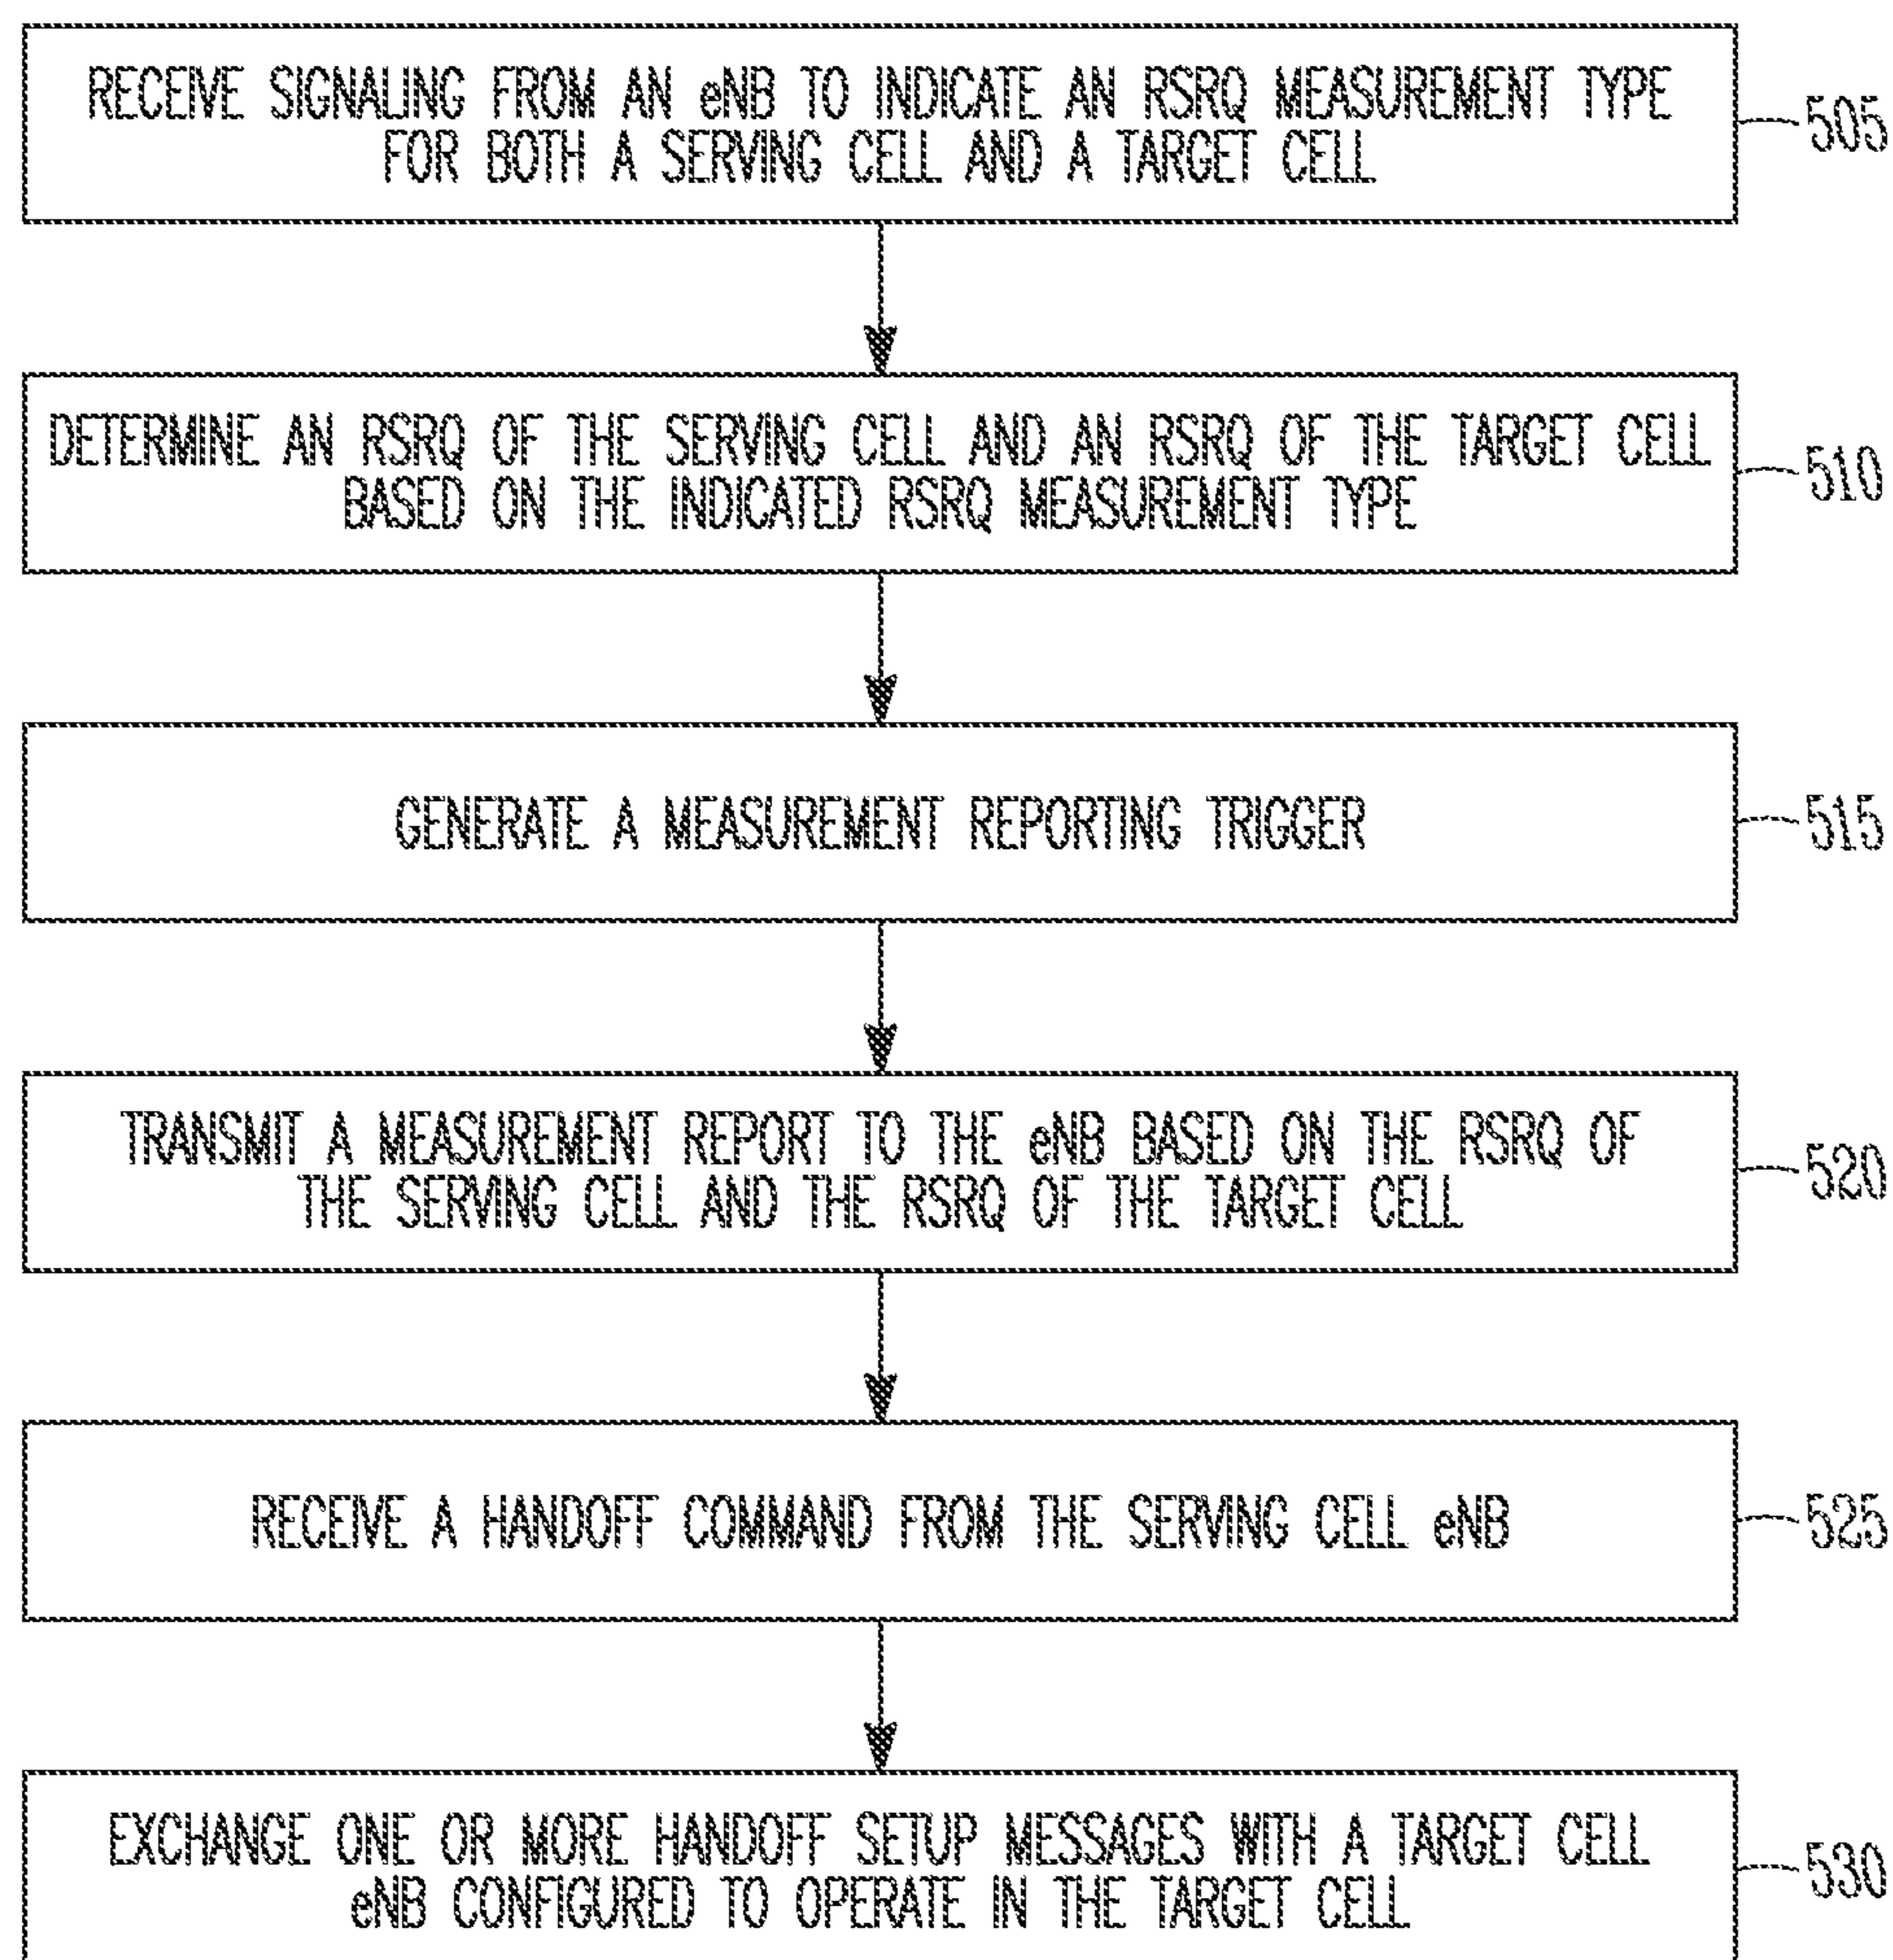 RECEIVE SIGNALING FROM AN eNB TO INDICATE AN RSRQ MEASUREMENT TYPE
FOR BOTH A SERVING CELL AND A TARGET CELL
505
DETERMINE AN RSRQ OF THE SERVING CELL AND AN RSRQ OF THE TARGET CELL
BASED ON THE INDICATED RSRQ MEASUREMENT TYPE
510
GENERATE A MEASUREMENT REPORTING TRIGGER
515
TRANSMIT A MEASUREMENT REPORT TO THE eNB BASED ON THE RSRQ OF
THE SERVING CELL AND THE RSRQ OF THE TARGET CELL
520
RECEIVE A HANDOFF COMMAND FROM THE SERVING CELL eNB
525
EXCHANGE ONE OR MORE HANDOFF SETUP MESSAGES WITH A TARGET CELL
eNB CONFIGURED TO OPERATE IN THE TARGET CELL
530